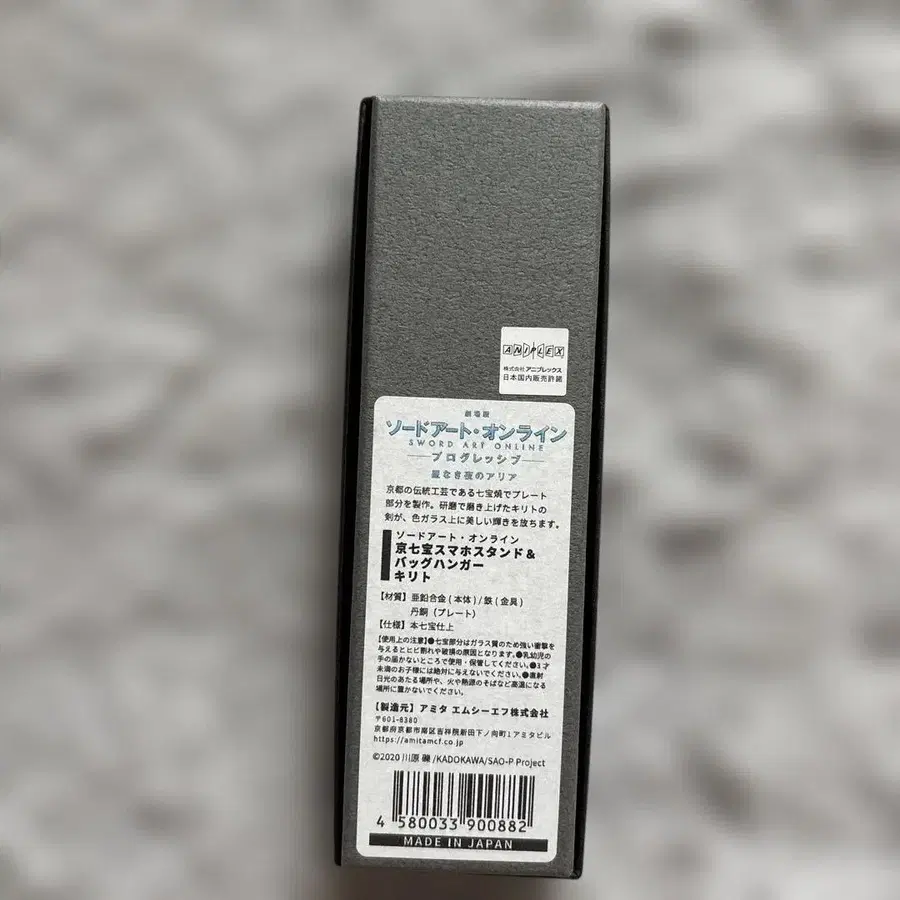 ANIPLEX
株式会社アニプレックス
日本国内販売許諾
劇場版
ソードアート・オンライン
SWORD ART ONLINE
プログレッシブ
星なき夜のアリア
京都の伝統工芸である七宝焼でプレート
部分を製作。研磨で磨き上げたキリトの
剣が、色ガラス上に美しい輝きを放ちます。
ソードアート・オンライン
京七宝スマホスタンド&
バッグハンガー
キリト
【材質】亜鉛合金(本体)/鉄(金具)
丹銅(プレート)
【仕様】本七宝仕上
【使用上の注意】●七宝部分はガラス質のため強い衝撃を
与えるとヒビ割れや破損の原因となります。●乳幼児の
手の届かないところで使用・保管してください。●3才
未満のお子様には絶対に与えないでください。●直射
日光のあたる場所や、火や熱源のそばなど高温になる
場所に置かないでください。
【製造元】アミタ エムシーエフ株式会社
〒601-8380
京都府京都市南区吉祥院新田下ノ向町1アミタビル
https://amitamcf.co.jp
©2020 川原 礫/KADOKAWA/SAO-P Project
4 580033 900882
MADE IN JAPAN